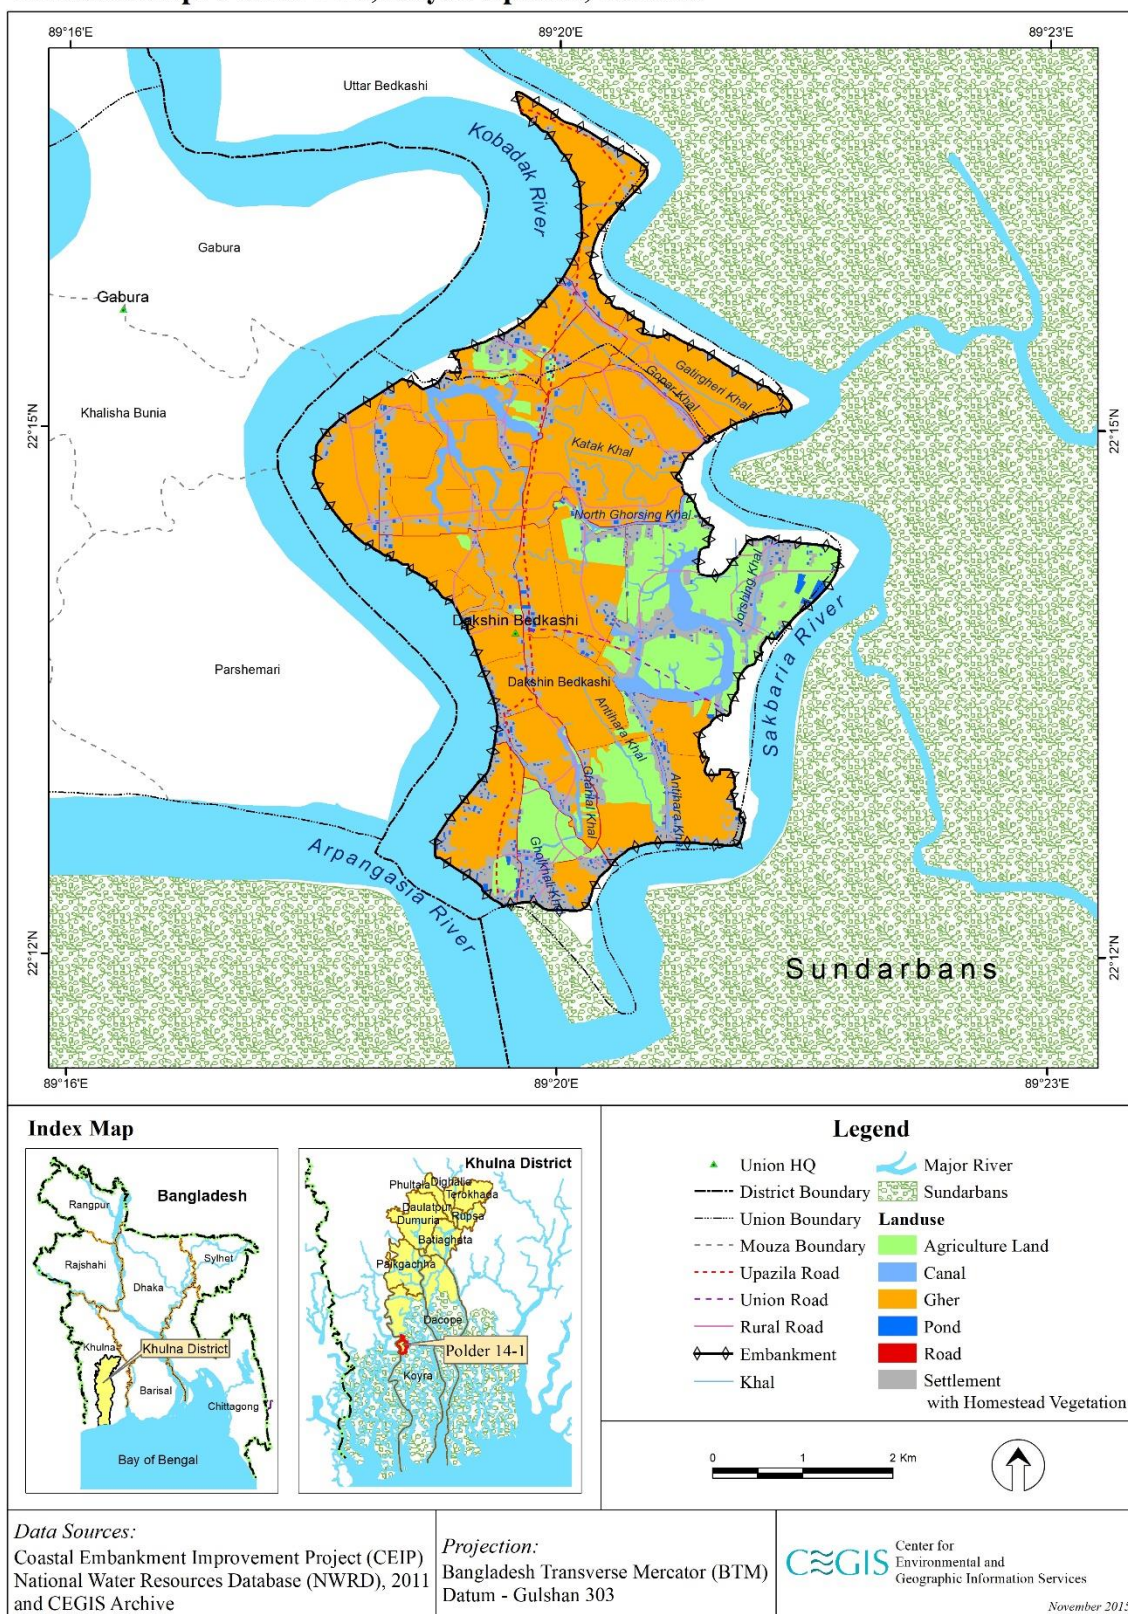 89°16'E 89°20'E 89°23'E
Uttar Bedkashi
Kobadak River
Gabura
Gabura
Gatirgheri Khal
Gopar Khal
Khalisha Bunia
22°15'N
22°15'N
Katak Khal
North Ghorsing Khal
Jorshing Khal
Dakshin Bedkashi
Parshemari
Dakshin Bedkashi
Sakbaria River
Antihara Khal
Antihara Khal
Gharilal Khal
Arpangasia River
Gholkhali Khal
22°12'N
22°12'N
Sundarbans
89°16'E 89°20'E 89°23'E
Index Map
Bangladesh
Rangpur
Rajshahi
Sylhet
Dhaka
Khulna
Khulna District
Barisal
Chittagong
Bay of Bengal
Khulna District
Phultala
Dighalia
Terokhada
Daulatpur
Dumuria
Rupsa
Batiaghata
Paikgachha
Dacope
Polder 14-1
Koyra
Legend
Union HQ
District Boundary
Union Boundary
Mouza Boundary
Upazila Road
Union Road
Rural Road
Embankment
Khal
Major River
Sundarbans
Landuse
Agriculture Land
Canal
Gher
Pond
Road
Settlement
with Homestead Vegetation
0 1 2 Km
Data Sources:
Coastal Embankment Improvement Project (CEIP)
National Water Resources Database (NWRD), 2011
and CEGIS Archive
Projection:
Bangladesh Transverse Mercator (BTM)
Datum - Gulshan 303
CEGIS
Center for
Environmental and
Geographic Information Services
November 2015